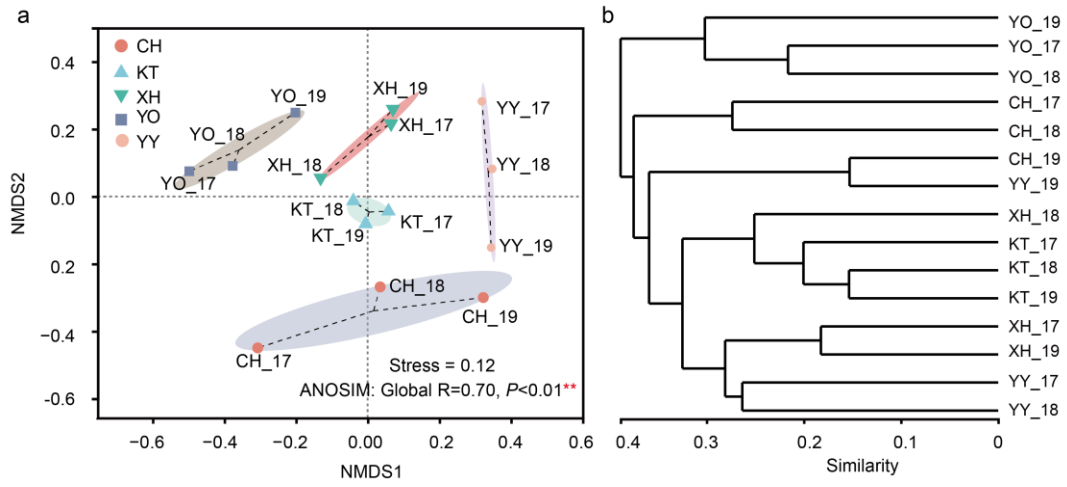 a
CH
KT
XH
YO
YY
0.4
0.2
0.0
0.2
−0.4
-0.6
NMDS2
YO_19
YO_18
YO_17
XH_19
XH_17
XH_18
YY_17
YY_18
YY_19
KT_18
KT_17
KT_19
CH_18
CH_19
CH_17
Stress = 0.12
ANOSIM: Global R=0.70, P<0.01**
−0.6
−0.4
−0.2
0.00
0.2
0.4
0.6
NMDS1
b
YO_19
YO_17
YO_18
CH_17
CH_18
CH_19
YY_19
XH_18
KT_17
KT_18
KT_19
XH_17
XH_19
YY_17
YY_18
0.4
0.3
0.2
0.1
0
Similarity